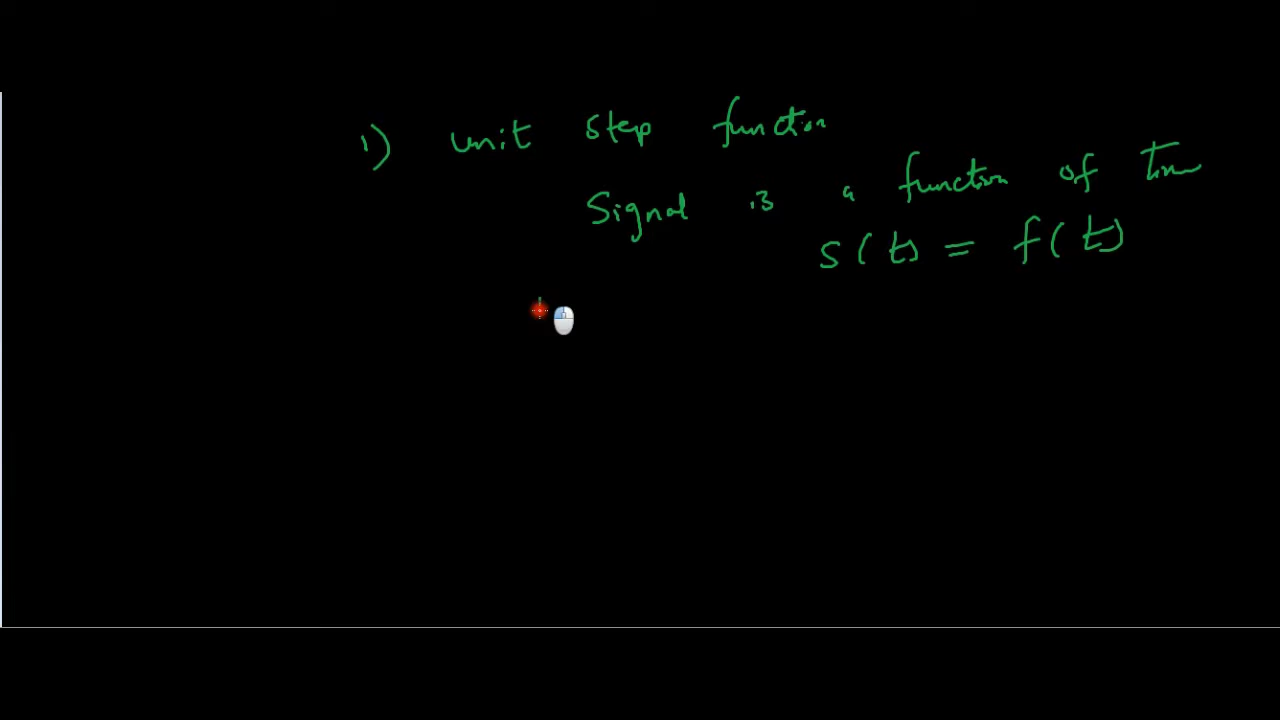 1) unit step function
Signal is a function of time
s(t) = f(t)